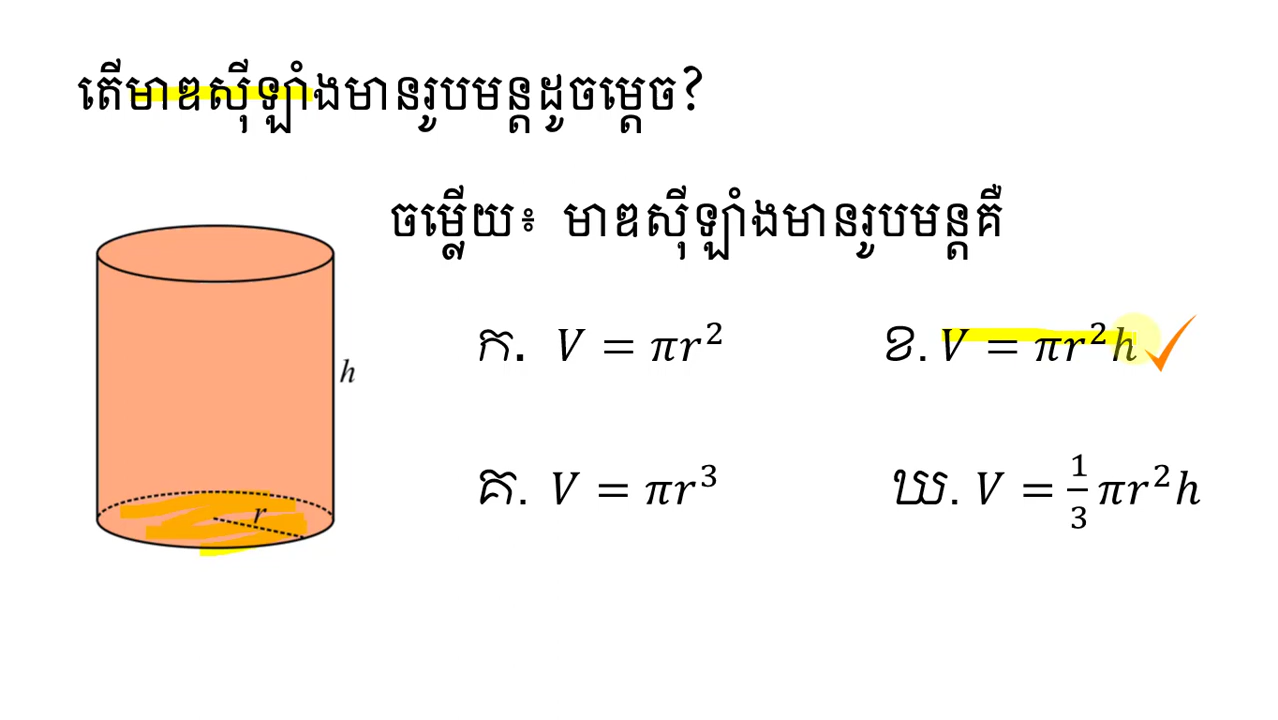 តើមាឌស៊ីឡាំងមានរូបមន្តដូចម្ដេច?
ចម្លើយ៖ មាឌស៊ីឡាំងមានរូបមន្តគឺ
ក. V = πr²
ខ. V = πr²h
h
គ. V = πr³
ឃ. V = 1/3 πr²h
r